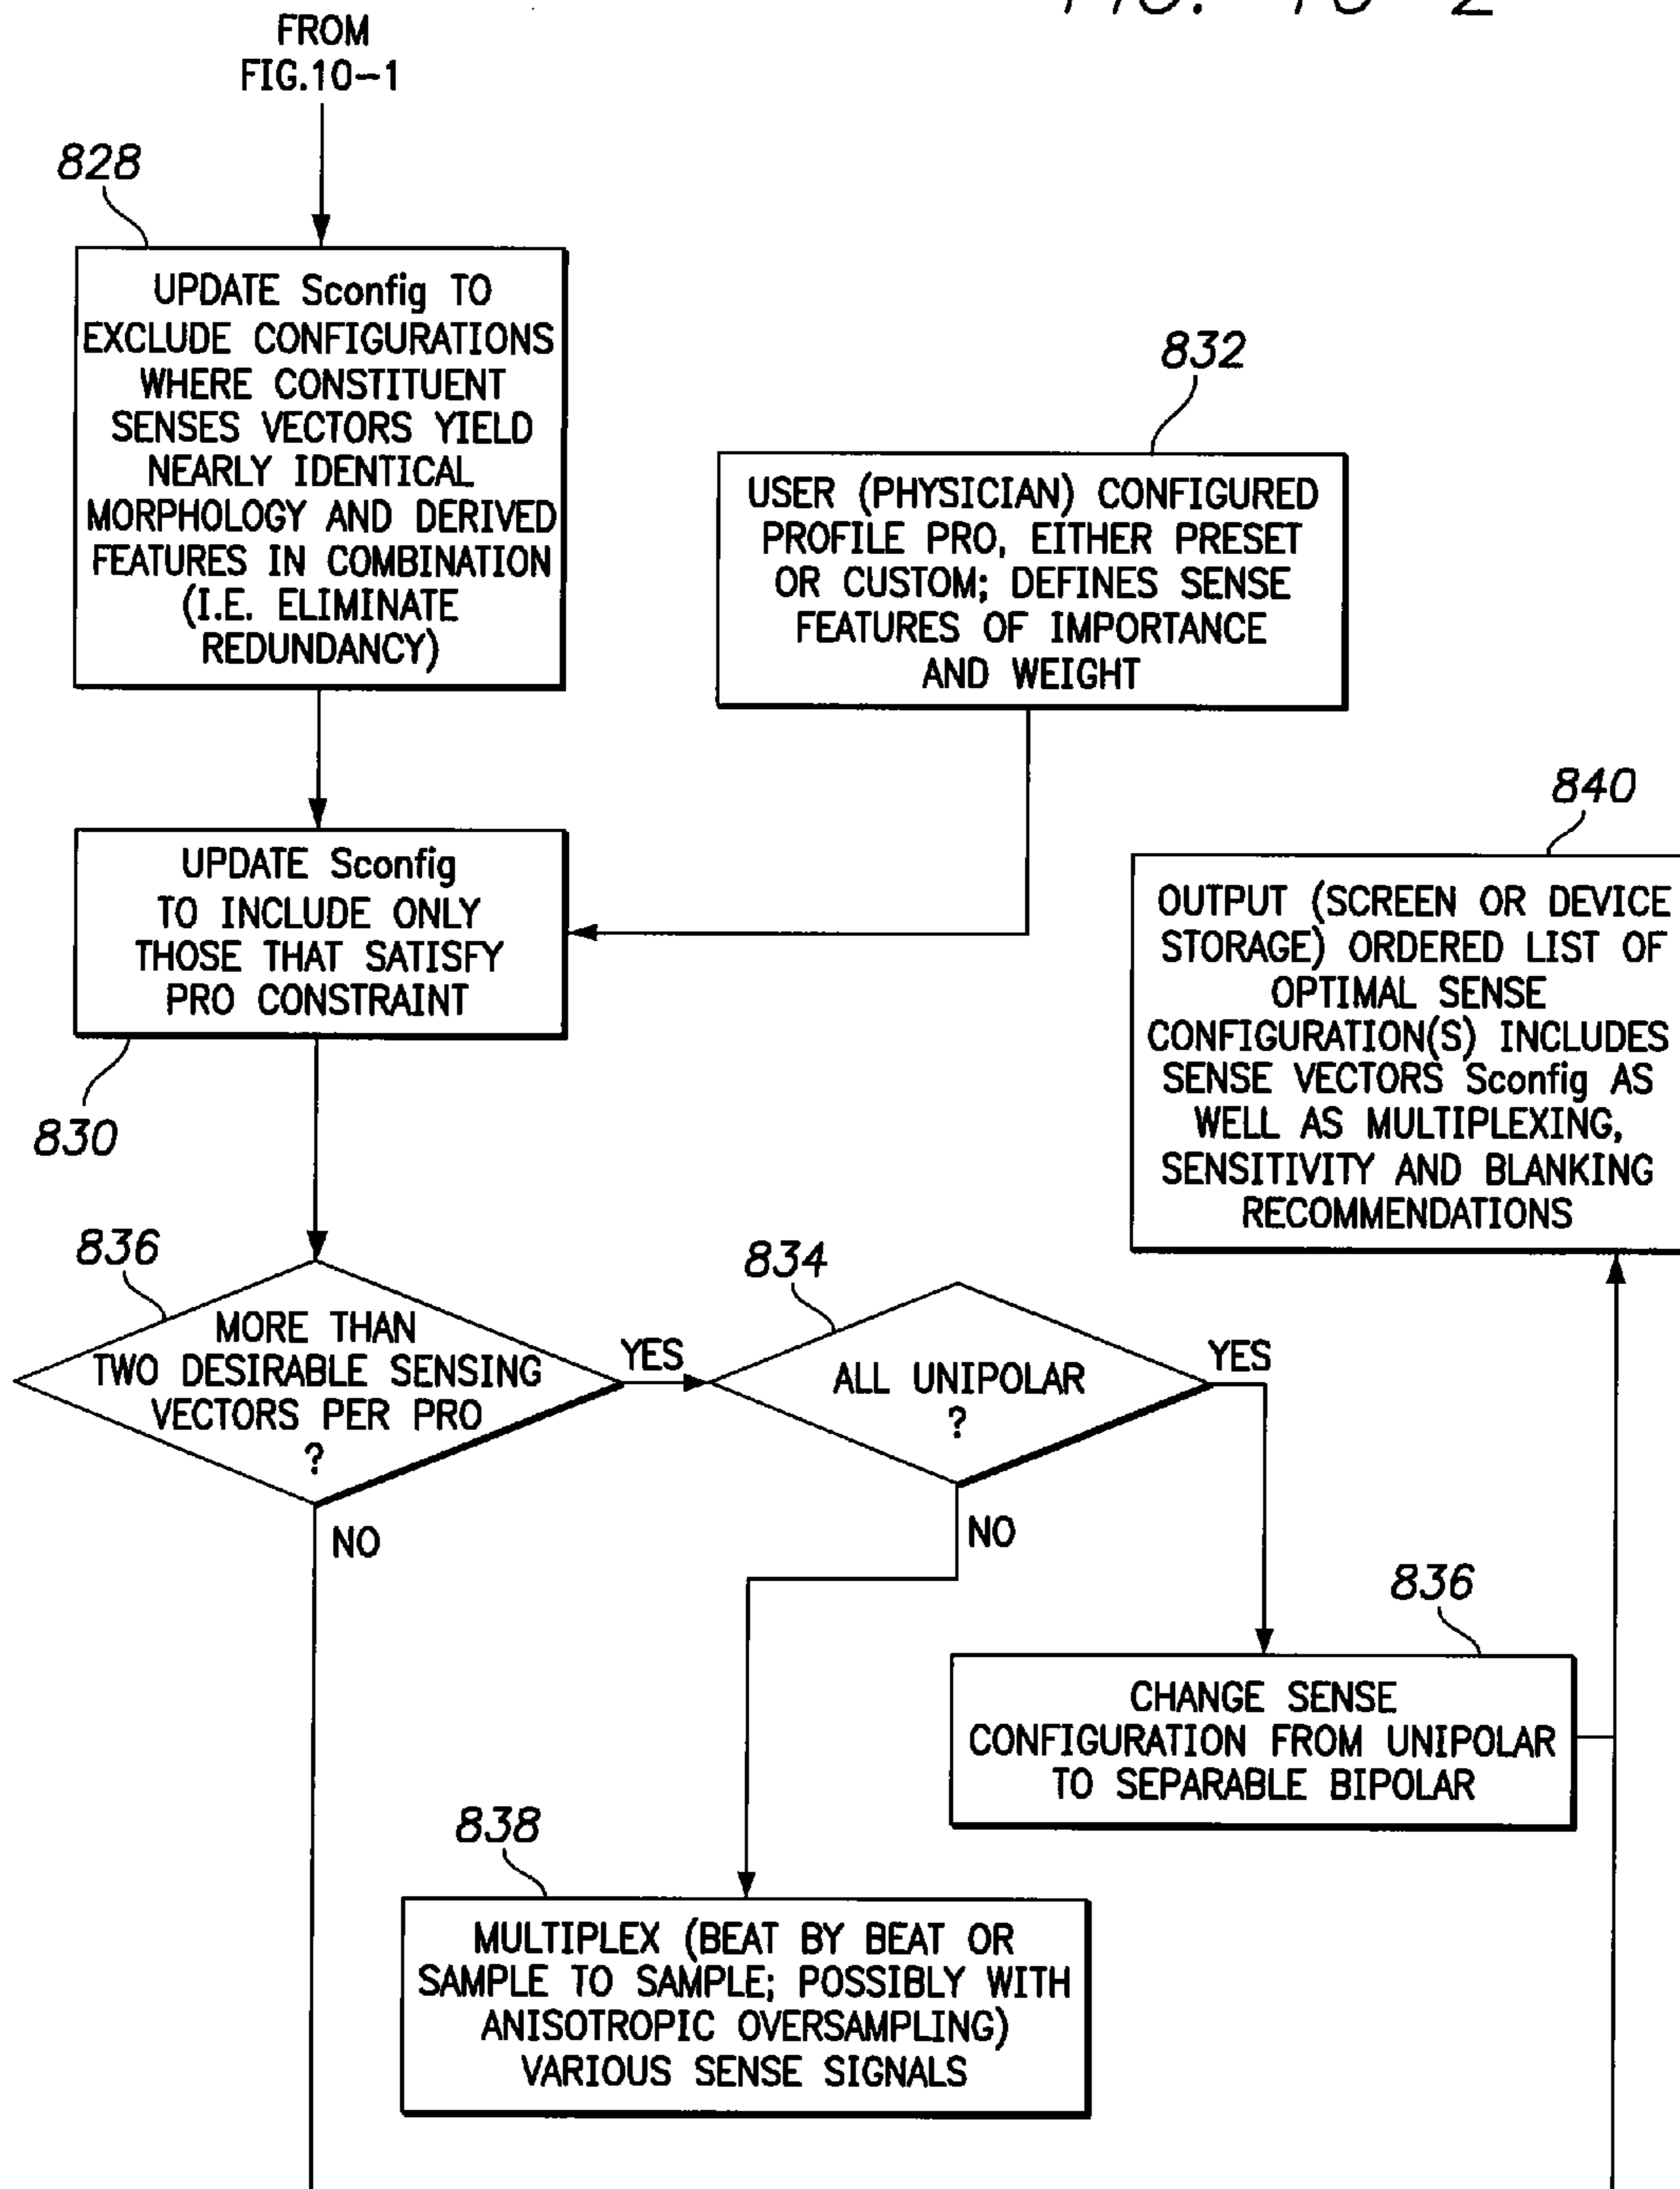 FIG. 10-2
FROM
FIG.10-1
828
UPDATE Sconfig TO
EXCLUDE CONFIGURATIONS
WHERE CONSTITUENT
SENSES VECTORS YIELD
NEARLY IDENTICAL
MORPHOLOGY AND DERIVED
FEATURES IN COMBINATION
(I.E. ELIMINATE
REDUNDANCY)
832
USER (PHYSICIAN) CONFIGURED
PROFILE PRO, EITHER PRESET
OR CUSTOM; DEFINES SENSE
FEATURES OF IMPORTANCE
AND WEIGHT
UPDATE Sconfig
TO INCLUDE ONLY
THOSE THAT SATISFY
PRO CONSTRAINT
830
840
OUTPUT (SCREEN OR DEVICE
STORAGE) ORDERED LIST OF
OPTIMAL SENSE
CONFIGURATION(S) INCLUDES
SENSE VECTORS Sconfig AS
WELL AS MULTIPLEXING,
SENSITIVITY AND BLANKING
RECOMMENDATIONS
836
MORE THAN
TWO DESIRABLE SENSING
VECTORS PER PRO
?
YES
NO
834
ALL UNIPOLAR
?
YES
NO
836
CHANGE SENSE
CONFIGURATION FROM UNIPOLAR
TO SEPARABLE BIPOLAR
838
MULTIPLEX (BEAT BY BEAT OR
SAMPLE TO SAMPLE; POSSIBLY WITH
ANISOTROPIC OVERSAMPLING)
VARIOUS SENSE SIGNALS